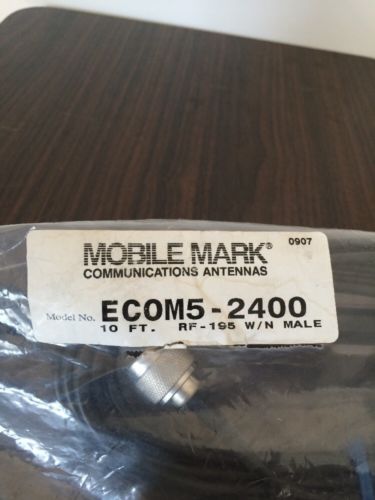 0907
MOBILE MARK®
COMMUNICATIONS ANTENNAS
Model No. ECOM5-2400
10 FT. RF-195 W/N MALE